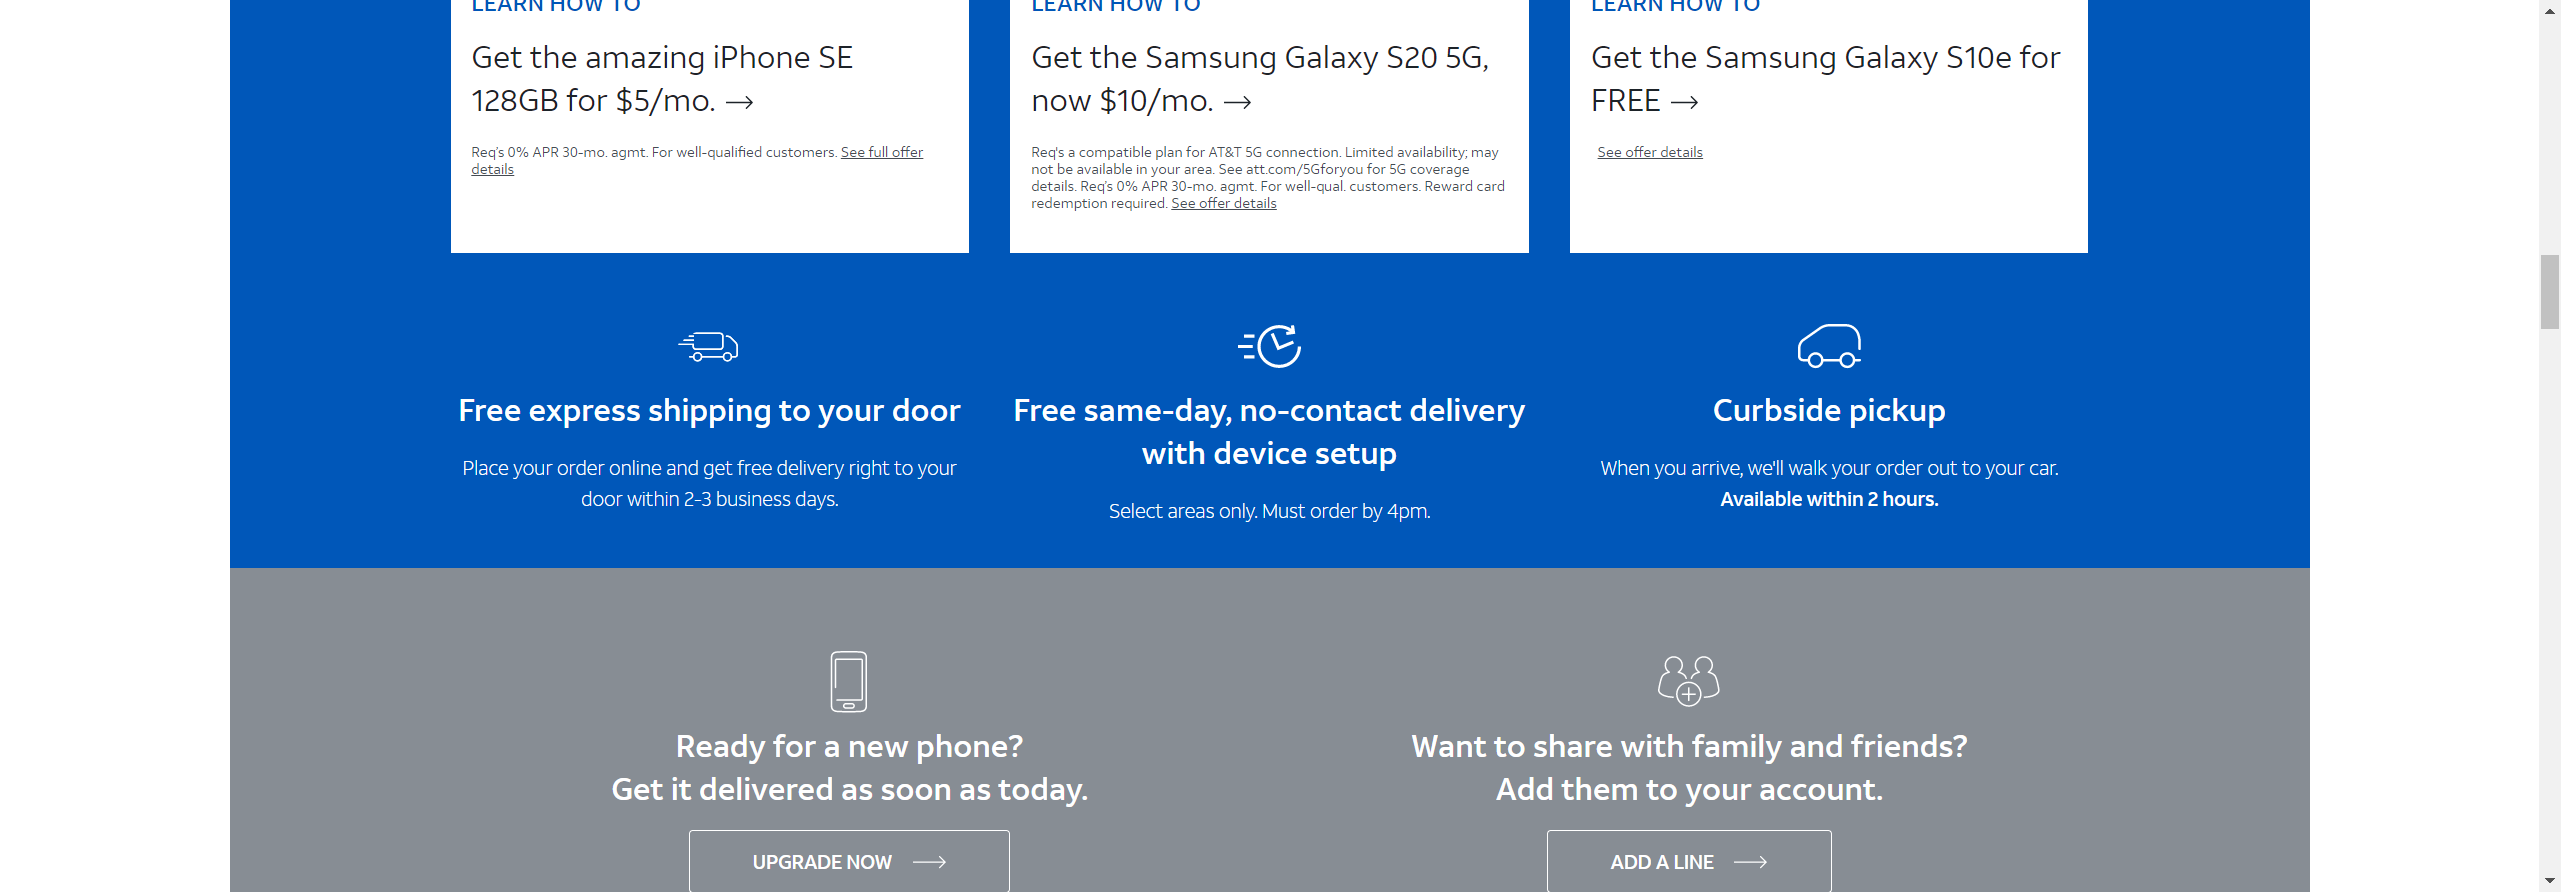 LEARN HOW TO
Get the amazing iPhone SE
128GB for $5/mo.
Req's 0% APR 30-mo. agmt. For well-qualified customers. See full offer
details
LEARN HOW TO
Get the Samsung Galaxy S20 5G,
now $10/mo.
Req's a compatible plan for AT&T 5G connection. Limited availability; may
not be available in your area. See att.com/5Gforyou for 5G coverage
details. Req's 0% APR 30-mo. agmt. For well-qual. customers. Reward card
redemption required. See offer details
LEARN HOW TO
Get the Samsung Galaxy S10e for
FREE
See offer details
Free express shipping to your door
Place your order online and get free delivery right to your
door within 2-3 business days.
Free same-day, no-contact delivery
with device setup
Select areas only. Must order by 4pm.
Curbside pickup
When you arrive, we'll walk your order out to your car.
Available within 2 hours.
Ready for a new phone?
Get it delivered as soon as today.
UPGRADE NOW
Want to share with family and friends?
Add them to your account.
ADD A LINE